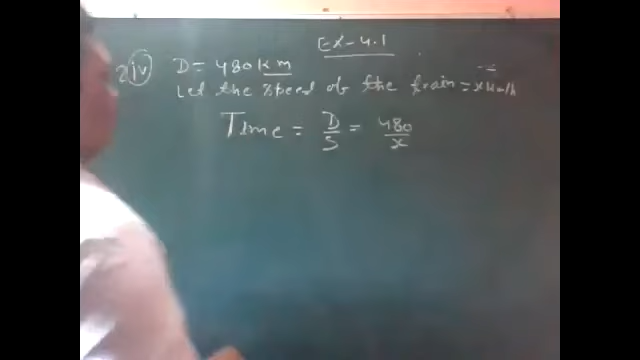 Ex-4.1
2 iv D = 480 km
Let the speed of the train = x km/h
Time = D/S = 480/x